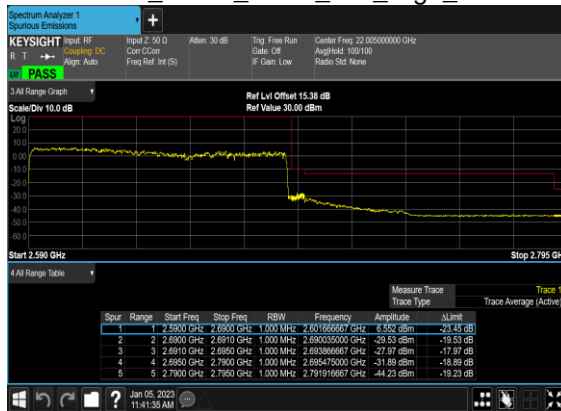 Spectrum Analyzer 1
Spurious Emissions
KEYSIGHT Input: RF Input Z: 50 Ω Atten: 30 dB Trig: Free Run Center Freq: 22.005000000 GHz
R T Coupling: DC Corr CCorr Gate: Off Avg|Hold: 100/100
Align: Auto Freq Ref: Int (S) IF Gain: Low Radio Std: None
PASS
3 All Range Graph
Ref Lvl Offset 15.38 dB
Scale/Div 10.0 dB Ref Value 30.00 dBm
Log
20.0
10.0
0.00
-10.0
-20.0
-30.0
-40.0
-50.0
-60.0
Start 2.590 GHz Stop 2.795 GH
4 All Range Table
Measure Trace Trace 1
Trace Type Trace Average (Active)
Spur Range Start Freq Stop Freq RBW Frequency Amplitude ΔLimit
1 1 2.5900 GHz 2.6900 GHz 1.000 MHz 2.601666667 GHz 6.552 dBm -23.45 dB
2 2 2.6900 GHz 2.6910 GHz 1.000 MHz 2.690035000 GHz -29.53 dBm -19.53 dB
3 3 2.6910 GHz 2.6950 GHz 1.000 MHz 2.693866667 GHz -27.97 dBm -17.97 dB
4 4 2.6950 GHz 2.7900 GHz 1.000 MHz 2.695475000 GHz -31.89 dBm -18.89 dB
5 5 2.7900 GHz 2.7950 GHz 1.000 MHz 2.791916667 GHz -44.23 dBm -19.23 dB
? Jan 05, 2023
11:41:35 AM